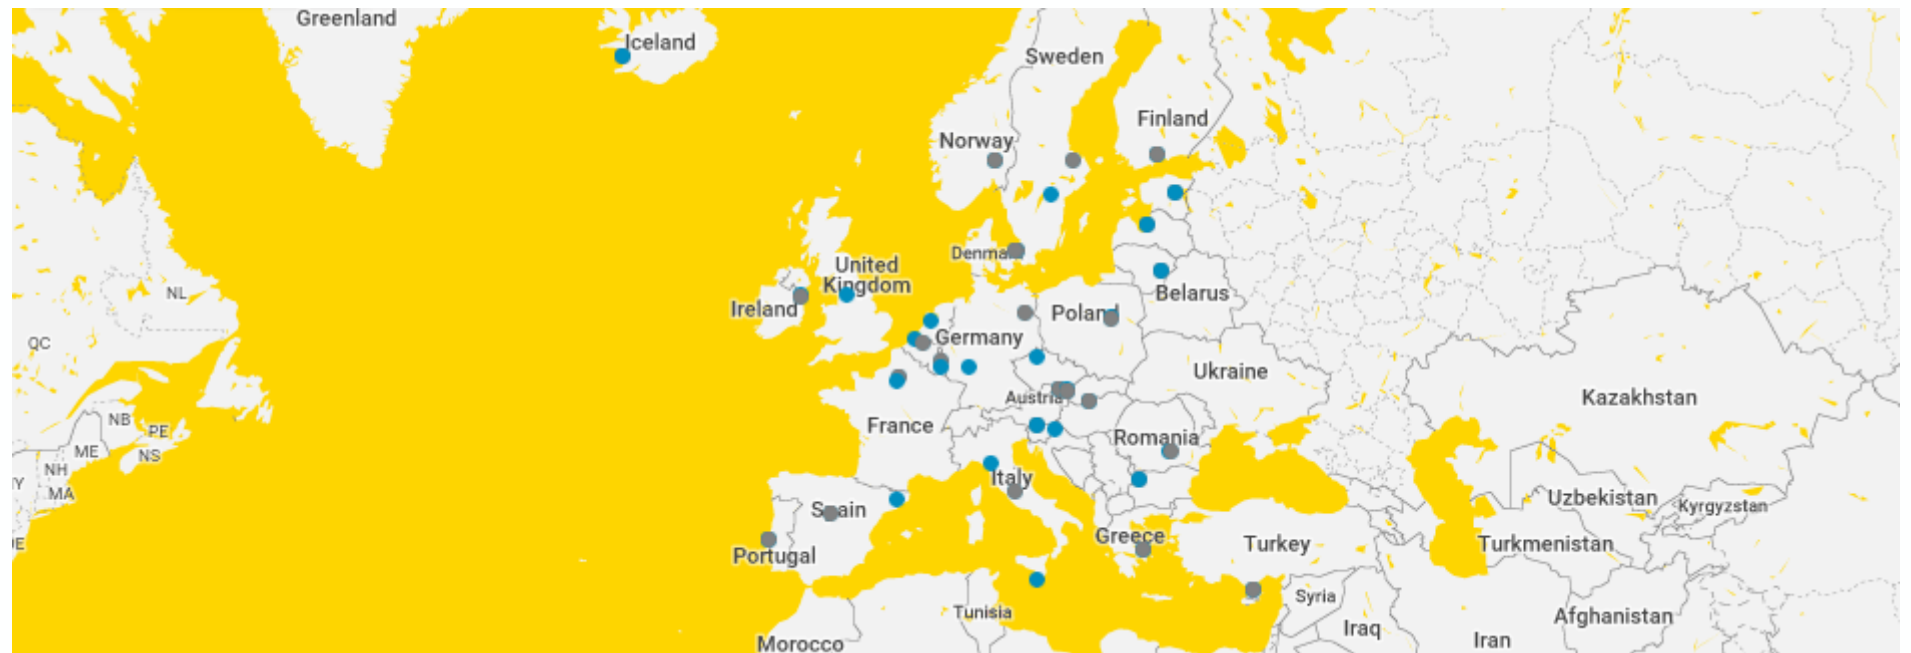 Greenland
Iceland
Sweden
Finland
Norway
Denmar
United
Kingdom
Ireland
NL
Belarus
Poland
Germany
QC
Ukraine
Kazakhstan
Austria
France
NB
PE
ME
NS
NH
MA
Romania
Italy
Spain
Uzbekistan
Kyrgyzstan
Greece
Turkey
Turkmenistan
Portugal
Syria
Tunisia
Afghanistan
Iraq
Iran
Morocco